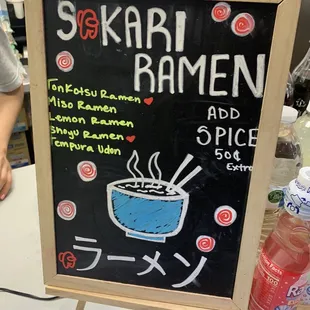 SOKARI
RAMEN
TonKotsu Ramen
Miso Ramen
Lemon Ramen
Shoyu Ramen
Tempura Udon
ADD
SPICE
50¢
Extra
ラーメン